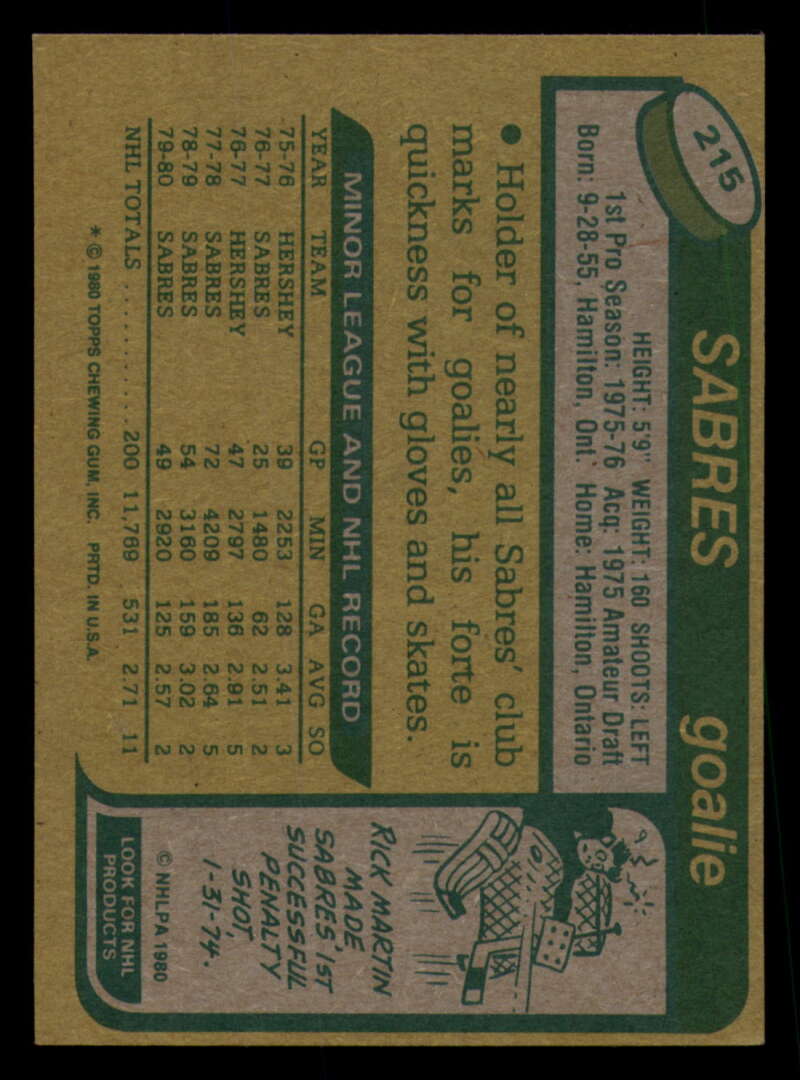 215
SABRES goalie
HEIGHT: 5'9" WEIGHT: 160 SHOOTS: LEFT
1st Pro Season: 1975-76 Acq: 1975 Amateur Draft
Born: 9-28-55, Hamilton, Ont. Home: Hamilton, Ontario
● Holder of nearly all Sabres' club
marks for goalies, his forte is
quickness with gloves and skates.
MINOR LEAGUE AND NHL RECORD
YEAR TEAM GP MIN GA AVG SO
75-76 HERSHEY 39 2253 128 3.41 3
76-77 SABRES 25 1480 62 2.51 2
76-77 HERSHEY 47 2797 136 2.91 5
77-78 SABRES 72 4209 185 2.64 5
78-79 SABRES 54 3160 159 3.02 2
79-80 SABRES 49 2920 125 2.57 2
NHL TOTALS ........... 200 11,769 531 2.71 11
* © 1980 TOPPS CHEWING GUM, INC. PRTD. IN U.S.A.
RICK MARTIN
MADE
SABRES' 1ST
SUCCESSFUL
PENALTY
SHOT,
1-31-74.
© NHLPA 1980
LOOK FOR NHL
PRODUCTS